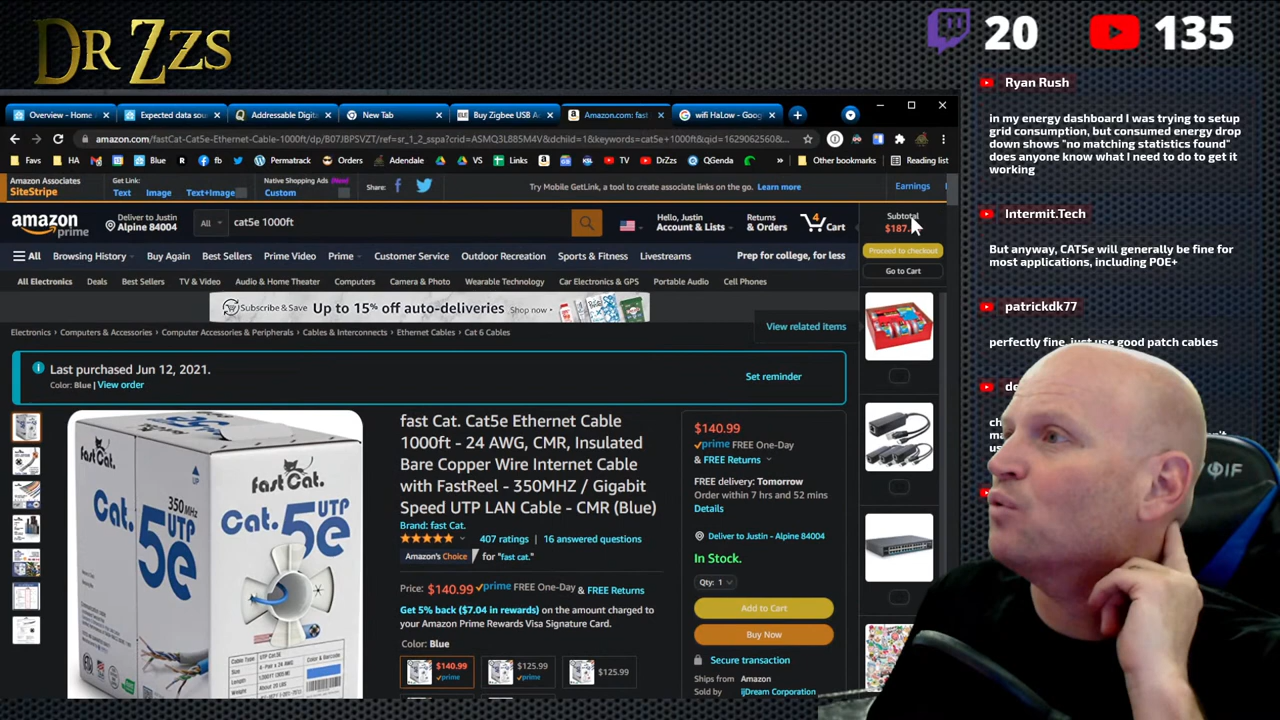 DR ZZS
20
135
Overview - Home
Expected data sou
Addressable Digita
New Tab
Buy Zigbee USB A
Amazon.com: fast
wifi HaLow - Goog
amazon.com/fastCat-Cat5e-Ethernet-Cable-1000ft/dp/B07JBPSVZT/ref=sr_1_2_sspa?crid=ASMQ3L885M4V&dchild=1&keywords=cat5e+1000ft&qid=1629062560&...
Favs HA Mail Blue R fb Permatrack Orders Adendale VS Links TV DrZzs QGenda » Other bookmarks Reading list
Amazon Associates
SiteStripe
Get Link:
Text Image Text+Image
Native Shopping Ads (New)
Custom
Share:
Try Mobile GetLink, a tool to create associate links on the go. Learn more
Earnings
amazon
prime
Deliver to Justin
Alpine 84004
All
cat5e 1000ft
Hello, Justin
Account & Lists
Returns
& Orders
4
Cart
Subtotal
$187.
Proceed to checkout
Go to Cart
All Browsing History Buy Again Best Sellers Prime Video Prime Customer Service Outdoor Recreation Sports & Fitness Livestreams Prep for college, for less
All Electronics Deals Best Sellers TV & Video Audio & Home Theater Computers Camera & Photo Wearable Technology Car Electronics & GPS Portable Audio Cell Phones
Subscribe & Save Up to 15% off auto-deliveries Shop now ›
Electronics › Computers & Accessories › Computer Accessories & Peripherals › Cables & Interconnects › Ethernet Cables › Cat 6 Cables
View related items
Last purchased Jun 12, 2021.
Color: Blue | View order
Set reminder
fast Cat.
350 MHz
Cat. 5e UTP
fast Cat.
Cat. 5e UTP
fast Cat. Cat5e Ethernet Cable
1000ft - 24 AWG, CMR, Insulated
Bare Copper Wire Internet Cable
with FastReel - 350MHZ / Gigabit
Speed UTP LAN Cable - CMR (Blue)
Brand: fast Cat.
407 ratings | 16 answered questions
Amazon's Choice for "fast cat."
Price: $140.99 prime FREE One-Day & FREE Returns
Get 5% back ($7.04 in rewards) on the amount charged to
your Amazon Prime Rewards Visa Signature Card.
Color: Blue
$140.99
prime
$125.99
prime
$125.99
$140.99
prime FREE One-Day
& FREE Returns
FREE delivery: Tomorrow
Order within 7 hrs and 52 mins
Details
Deliver to Justin - Alpine 84004
In Stock.
Qty: 1
Add to Cart
Buy Now
Secure transaction
Ships from Amazon
Sold by ijDream Corporation
Ryan Rush
in my energy dashboard I was trying to setup
grid consumption, but consumed energy drop
down shows "no matching statistics found"
does anyone know what I need to do to get it
working
Intermit.Tech
But anyway, CAT5e will generally be fine for
most applications, including POE+
patrickdk77
perfectly fine, just use good patch cables